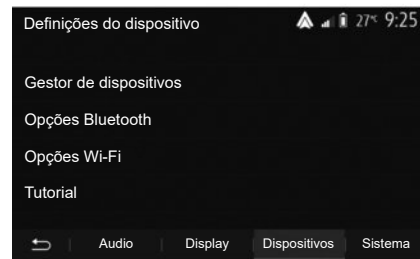 Definições do dispositivo 27°C 9:25
Gestor de dispositivos
Opções Bluetooth
Opções Wi-Fi
Tutorial
Audio Display Dispositivos Sistema